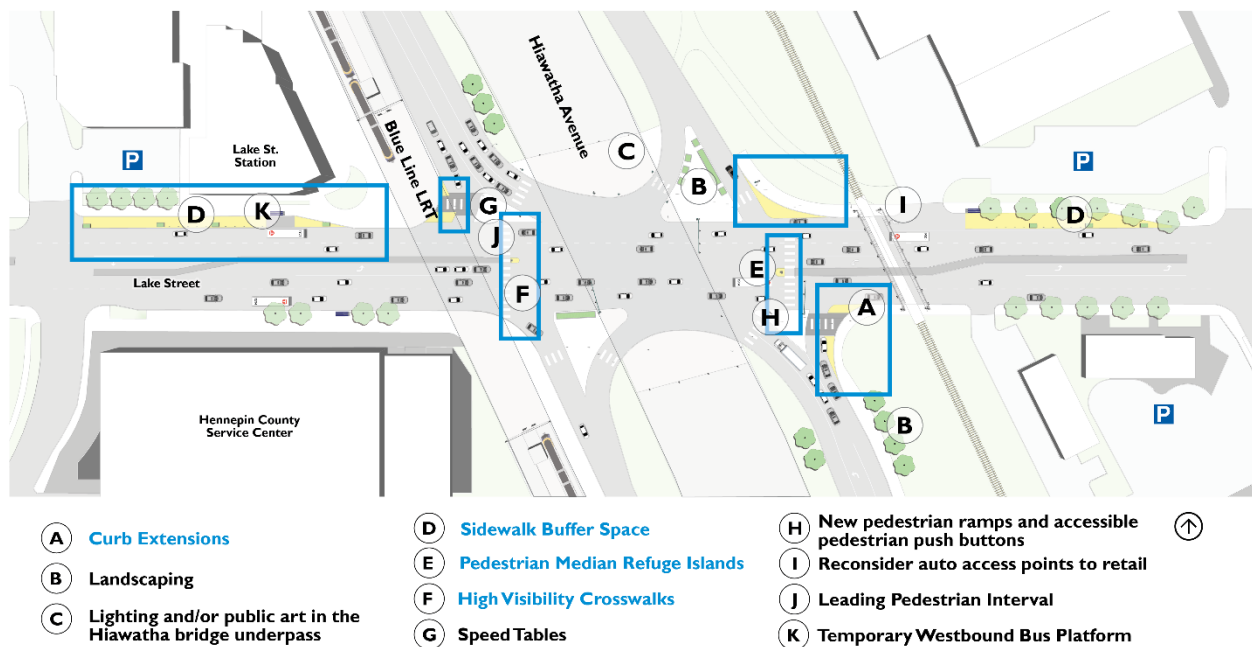 Hiawatha Avenue
Blue Line LRT
C
P
Lake St.
Station
P
B
D
K
G
I
D
J
E
Lake Street
F
H
A
Hennepin County
Service Center
B
P
A Curb Extensions
B Landscaping
C Lighting and/or public art in the
Hiawatha bridge underpass
D Sidewalk Buffer Space
E Pedestrian Median Refuge Islands
F High Visibility Crosswalks
G Speed Tables
H New pedestrian ramps and accessible
pedestrian push buttons
I Reconsider auto access points to retail
J Leading Pedestrian Interval
K Temporary Westbound Bus Platform